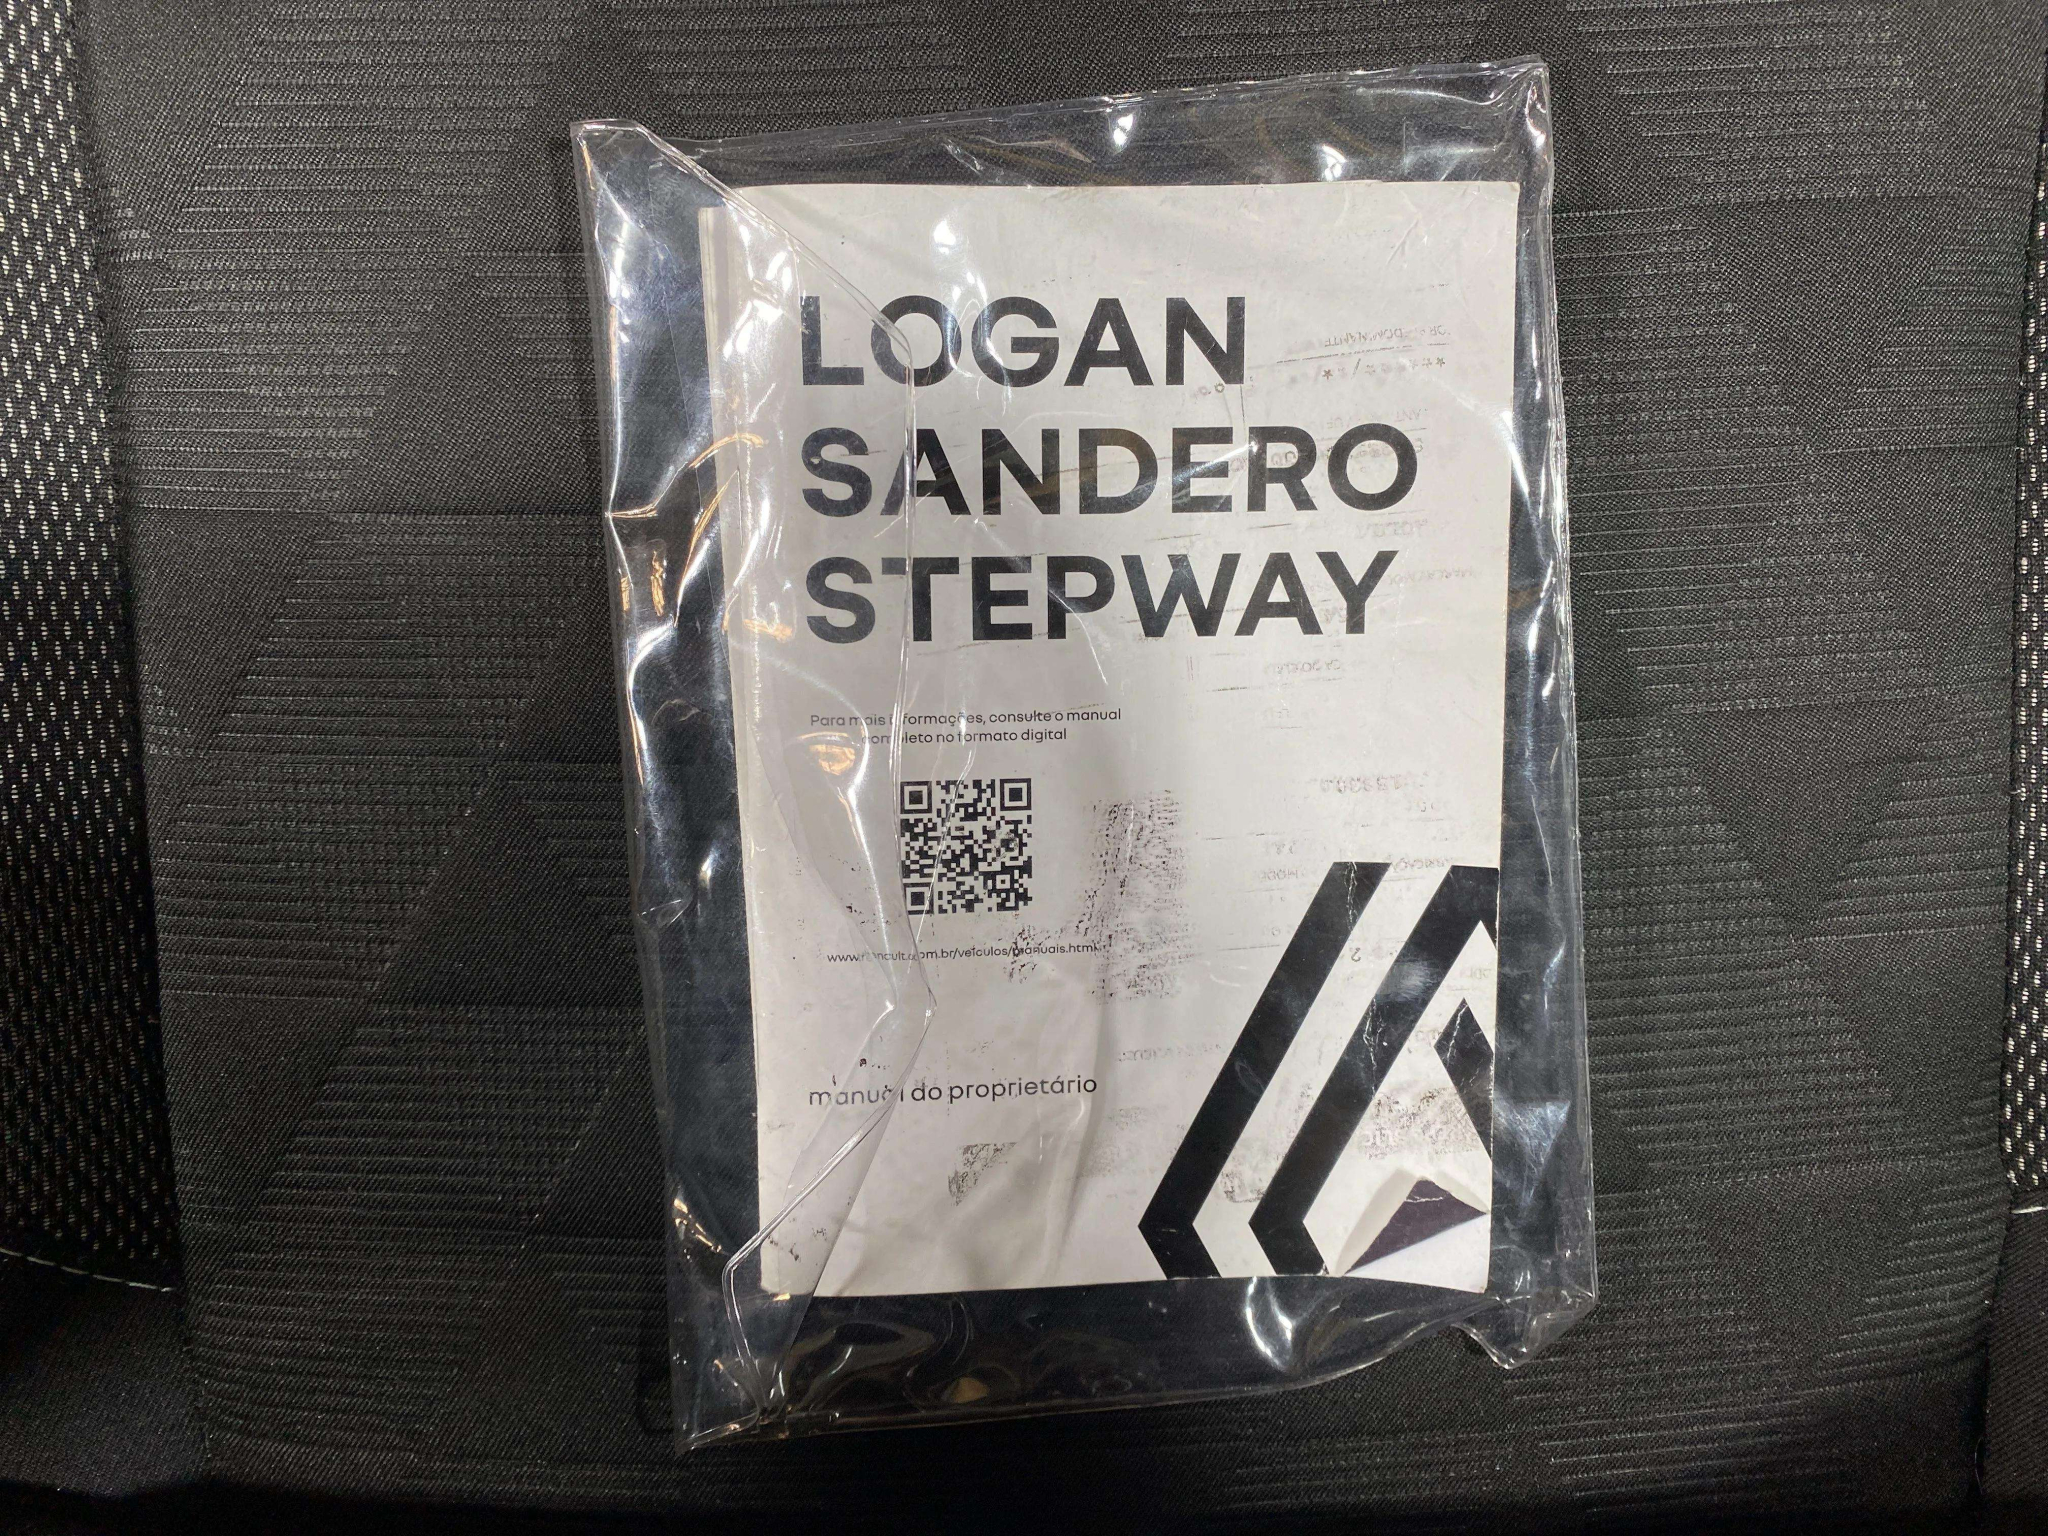 LOGAN
SANDERO
STEPWAY
Para mais informações, consulte o manual
completo no formato digital
www.renault.com.br/veiculos/manuais.html
manual do proprietário